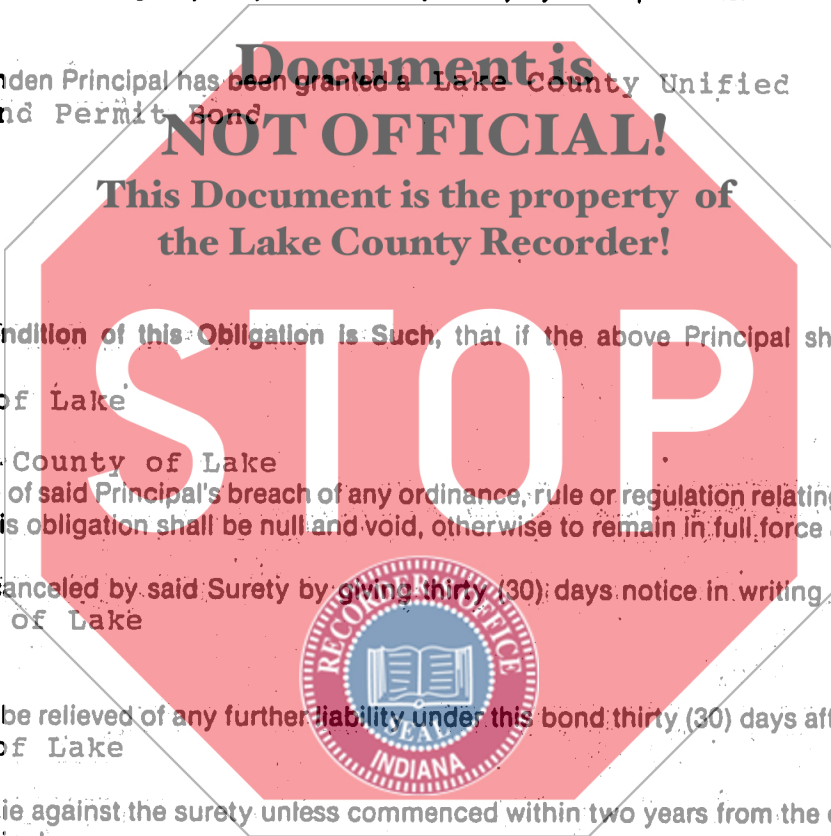 Document is
nden Principal has been granted a Lake County Unified
nd Permit Bond
NOT OFFICIAL!
This Document is the property of
the Lake County Recorder!
STOP
ndition of this Obligation is Such, that if the above Principal sh
of Lake
County of Lake
of said Principal's breach of any ordinance, rule or regulation relating
is obligation shall be null and void, otherwise to remain in full force
anceled by said Surety by giving thirty (30) days notice in writing
of Lake
RECORDER'S OFFICE
SEAL
INDIANA
be relieved of any further liability under this bond thirty (30) days aft
of Lake
ie against the surety unless commenced within two years from the